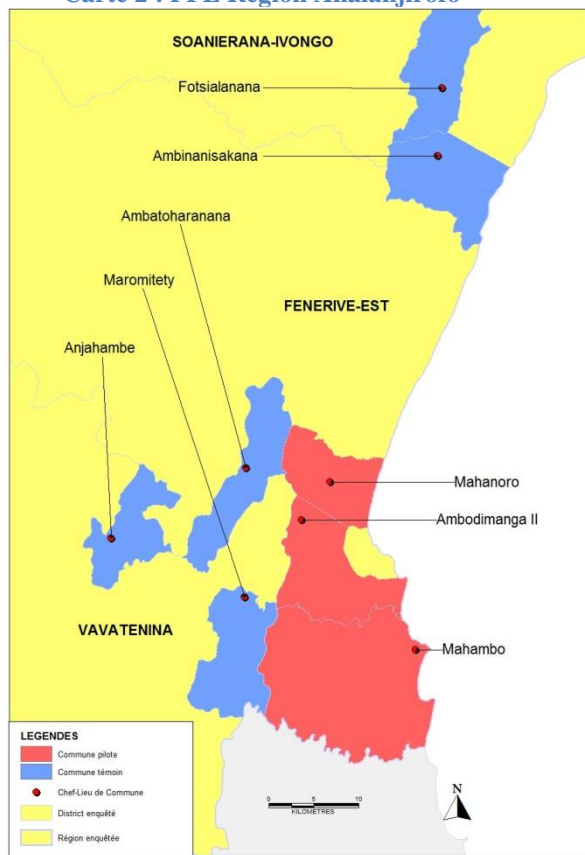 SOANIERANA-IVONGO
Fotsialanana
Ambinanisakana
Ambatoharanana
Maromitety
FENERIVE-EST
Anjahambe
Mahanoro
Ambodimanga II
VAVATENINA
Mahambo
LEGENDES
Commune pilote
Commune témoin
Chef-Lieu de Commune
District enquêté
Région enquêtée
0 5 10
KILOMETRES
N